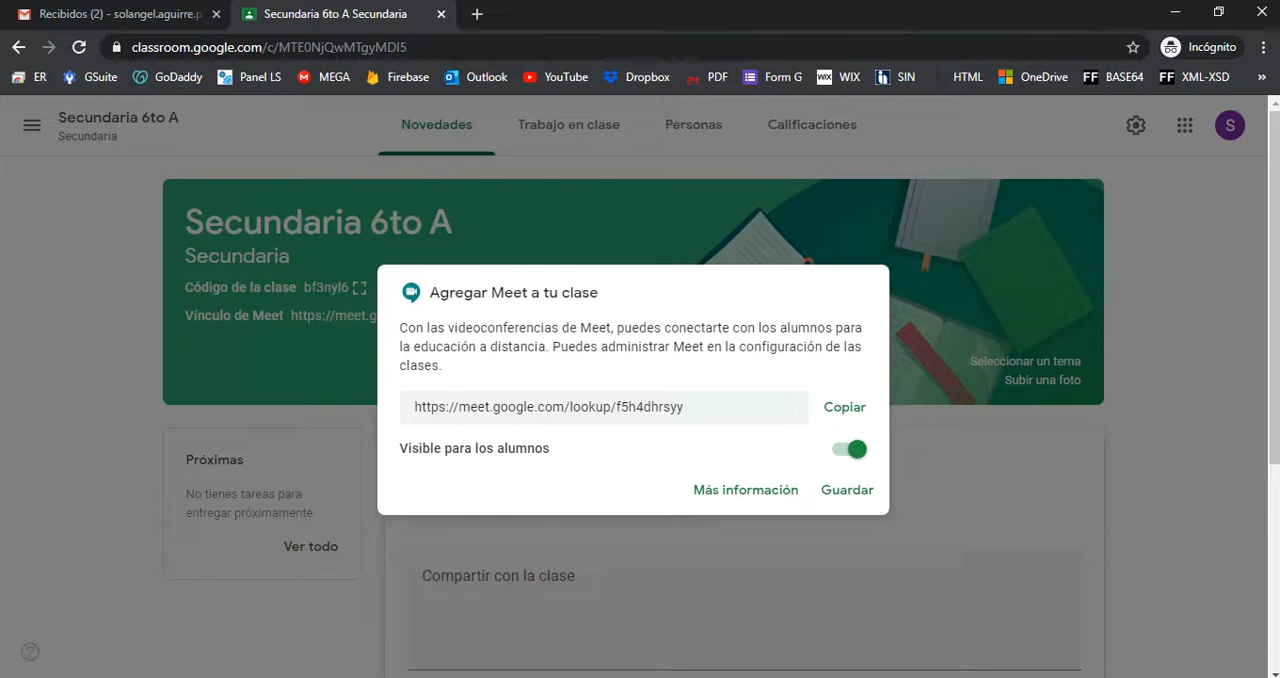 Recibidos (2) - solangel.aguirre.p
Secundaria 6to A Secundaria
classroom.google.com/c/MTE0NjQwMTgyMDI5
Incógnito
ER GSuite GoDaddy Panel LS MEGA Firebase Outlook YouTube Dropbox PDF Form G WIX SIN HTML OneDrive BASE64 XML-XSD »
Secundaria 6to A
Secundaria
Novedades Trabajo en clase Personas Calificaciones
S
Secundaria 6to A
Secundaria
Código de la clase bf3nyl6
Vínculo de Meet https://meet.g
Seleccionar un tema
Subir una foto
Agregar Meet a tu clase
Con las videoconferencias de Meet, puedes conectarte con los alumnos para
la educación a distancia. Puedes administrar Meet en la configuración de las
clases.
https://meet.google.com/lookup/f5h4dhrsyy Copiar
Visible para los alumnos
Más información Guardar
Próximas
No tienes tareas para
entregar próximamente
Ver todo
Compartir con la clase